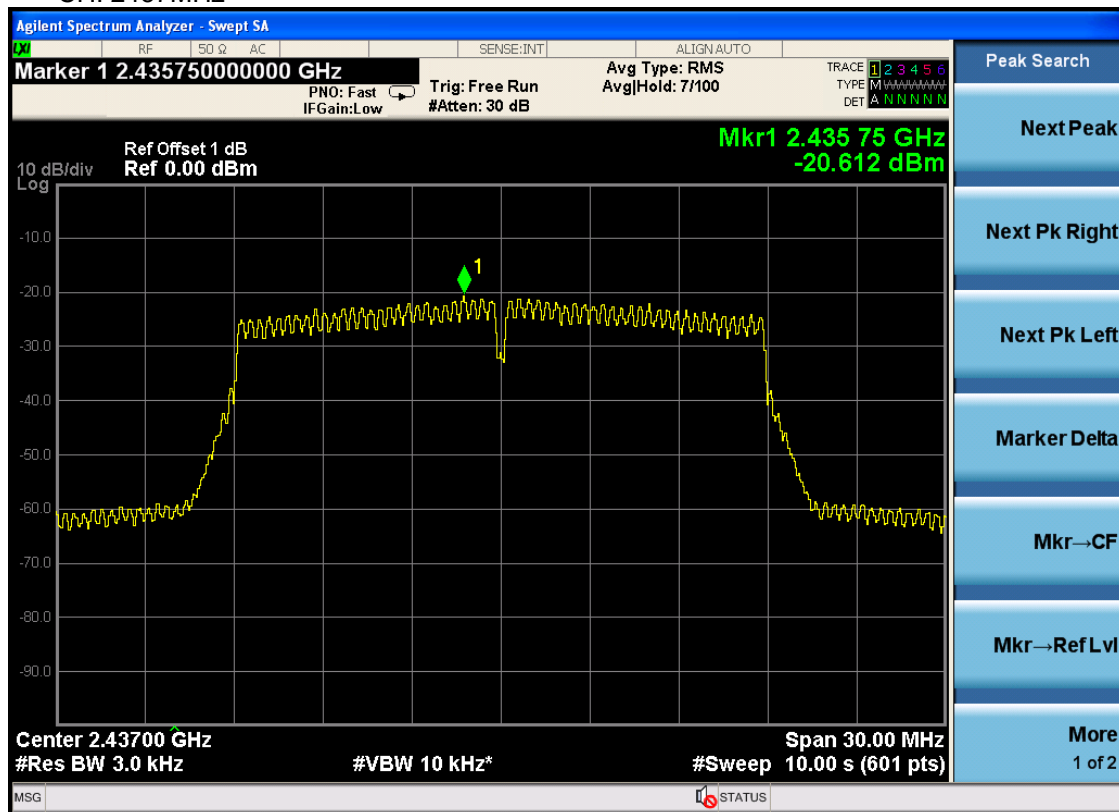 Agilent Spectrum Analyzer - Swept SA
LXI RF 50 Ω AC SENSE:INT ALIGN AUTO
Marker 1 2.435750000000 GHz
PNO: Fast
IFGain:Low
Trig: Free Run
#Atten: 30 dB
Avg Type: RMS
Avg|Hold: 7/100
TRACE 1 2 3 4 5 6
TYPE M
DET A N N N N N
Ref Offset 1 dB
Ref 0.00 dBm
10 dB/div
Log
Mkr1 2.435 75 GHz
-20.612 dBm
1
-10.0
-20.0
-30.0
-40.0
-50.0
-60.0
-70.0
-80.0
-90.0
Center 2.43700 GHz
Span 30.00 MHz
#Res BW 3.0 kHz
#VBW 10 kHz*
#Sweep 10.00 s (601 pts)
MSG
STATUS
Peak Search
Next Peak
Next Pk Right
Next Pk Left
Marker Delta
Mkr→CF
Mkr→Ref Lvl
More
1 of 2